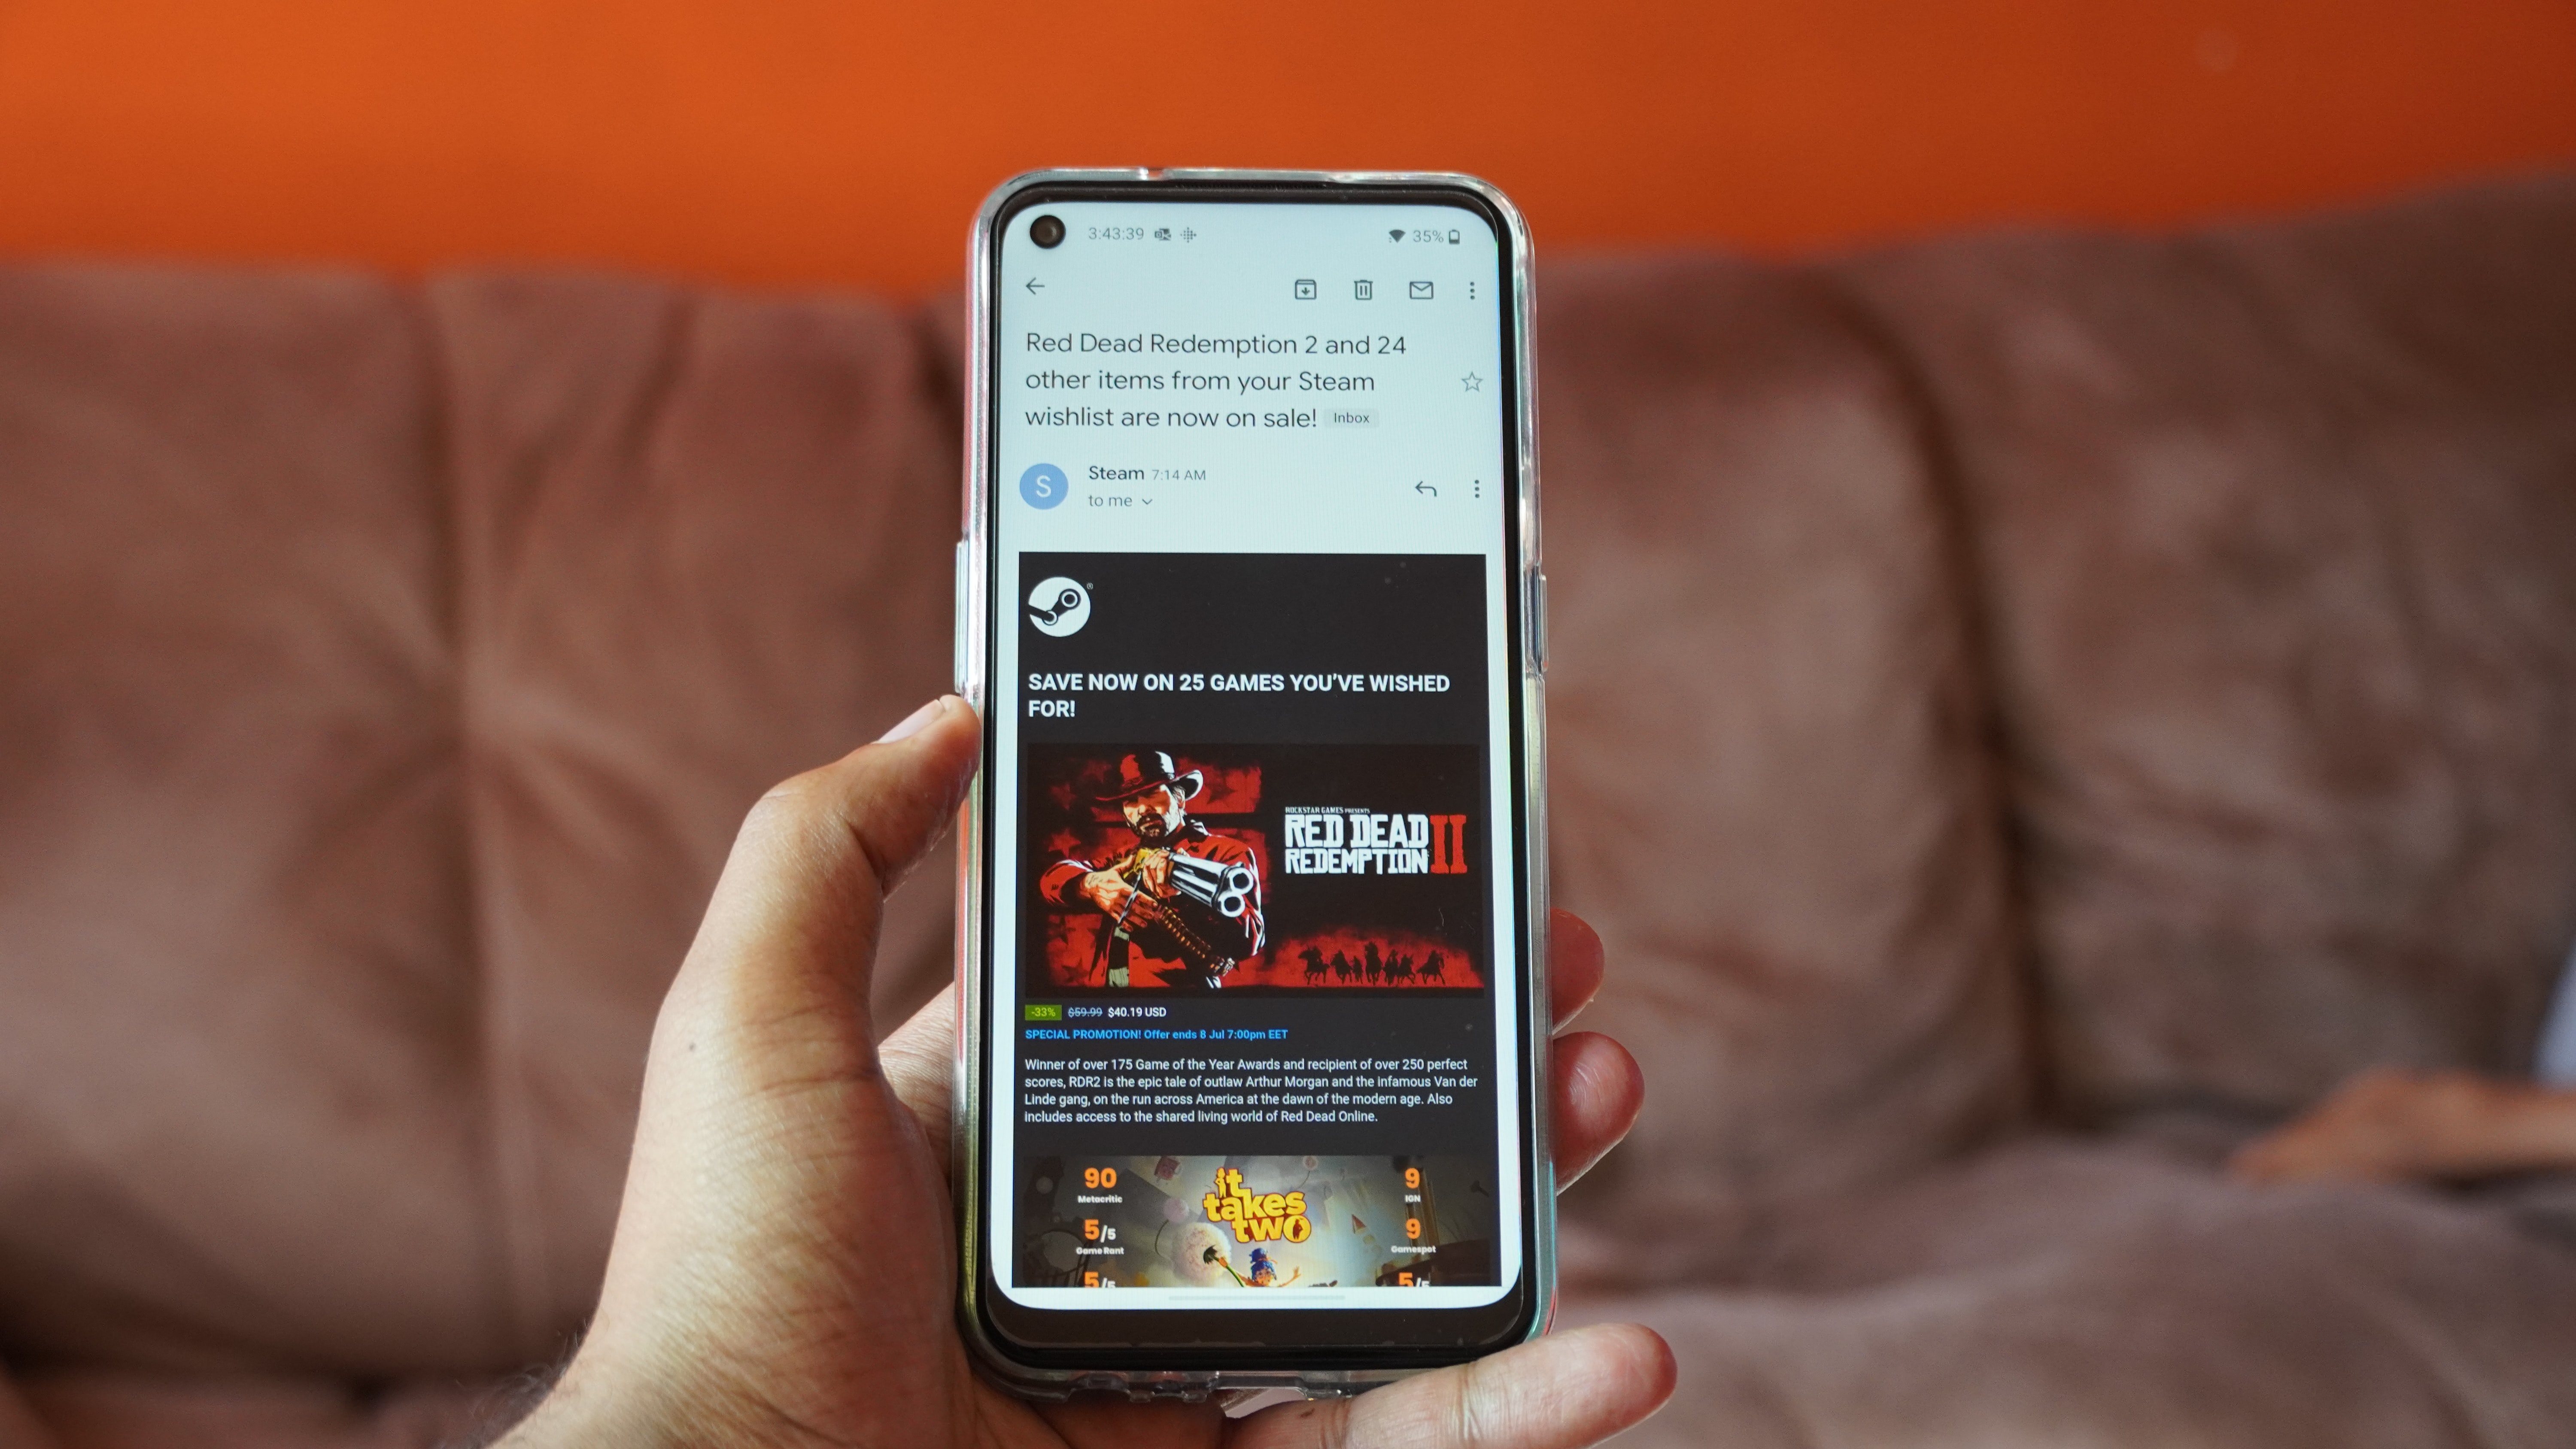 3:43:39
35%
Red Dead Redemption 2 and 24
other items from your Steam
wishlist are now on sale! Inbox
S
Steam 7:14 AM
to me
®
SAVE NOW ON 25 GAMES YOU'VE WISHED
FOR!
ROCKSTAR GAMES PRESENTS
RED DEAD
REDEMPTION II
-33% $59.99 $40.19 USD
SPECIAL PROMOTION! Offer ends 8 Jul 7:00pm EET
Winner of over 175 Game of the Year Awards and recipient of over 250 perfect
scores, RDR2 is the epic tale of outlaw Arthur Morgan and the infamous Van der
Linde gang, on the run across America at the dawn of the modern age. Also
includes access to the shared living world of Red Dead Online.
90
Metacritic
5/5
Game Rant
5/5
it
takes
two
9
IGN
9
Gamespot
5/5